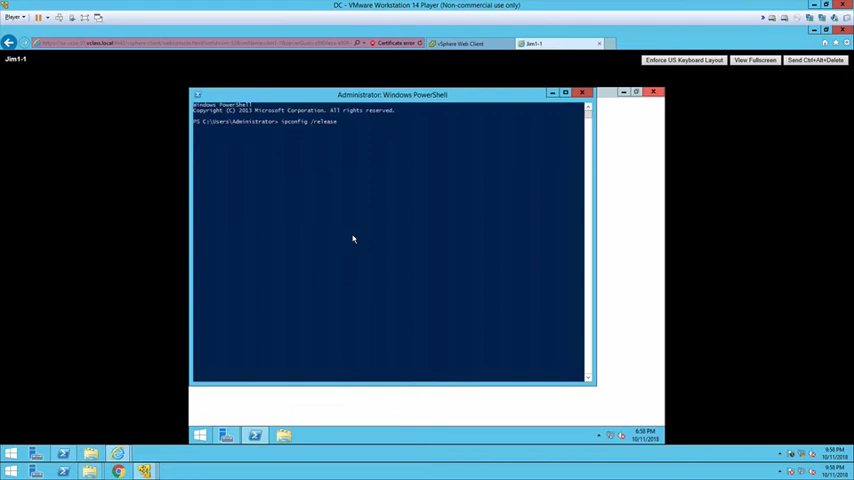 DC - VMware Workstation 14 Player (Non-commercial use only)
Player
Certificate error
vSphere Web Client
Jim1-1
Jim1-1
Enforce US Keyboard Layout
View Fullscreen
Send Ctrl+Alt+Delete
Administrator: Windows PowerShell
Windows PowerShell
Copyright (C) 2013 Microsoft Corporation. All rights reserved.
PS C:\Users\Administrator> ipconfig /release
6:58 PM
10/11/2018
9:58 PM
10/11/2018
9:58 PM
10/11/2018